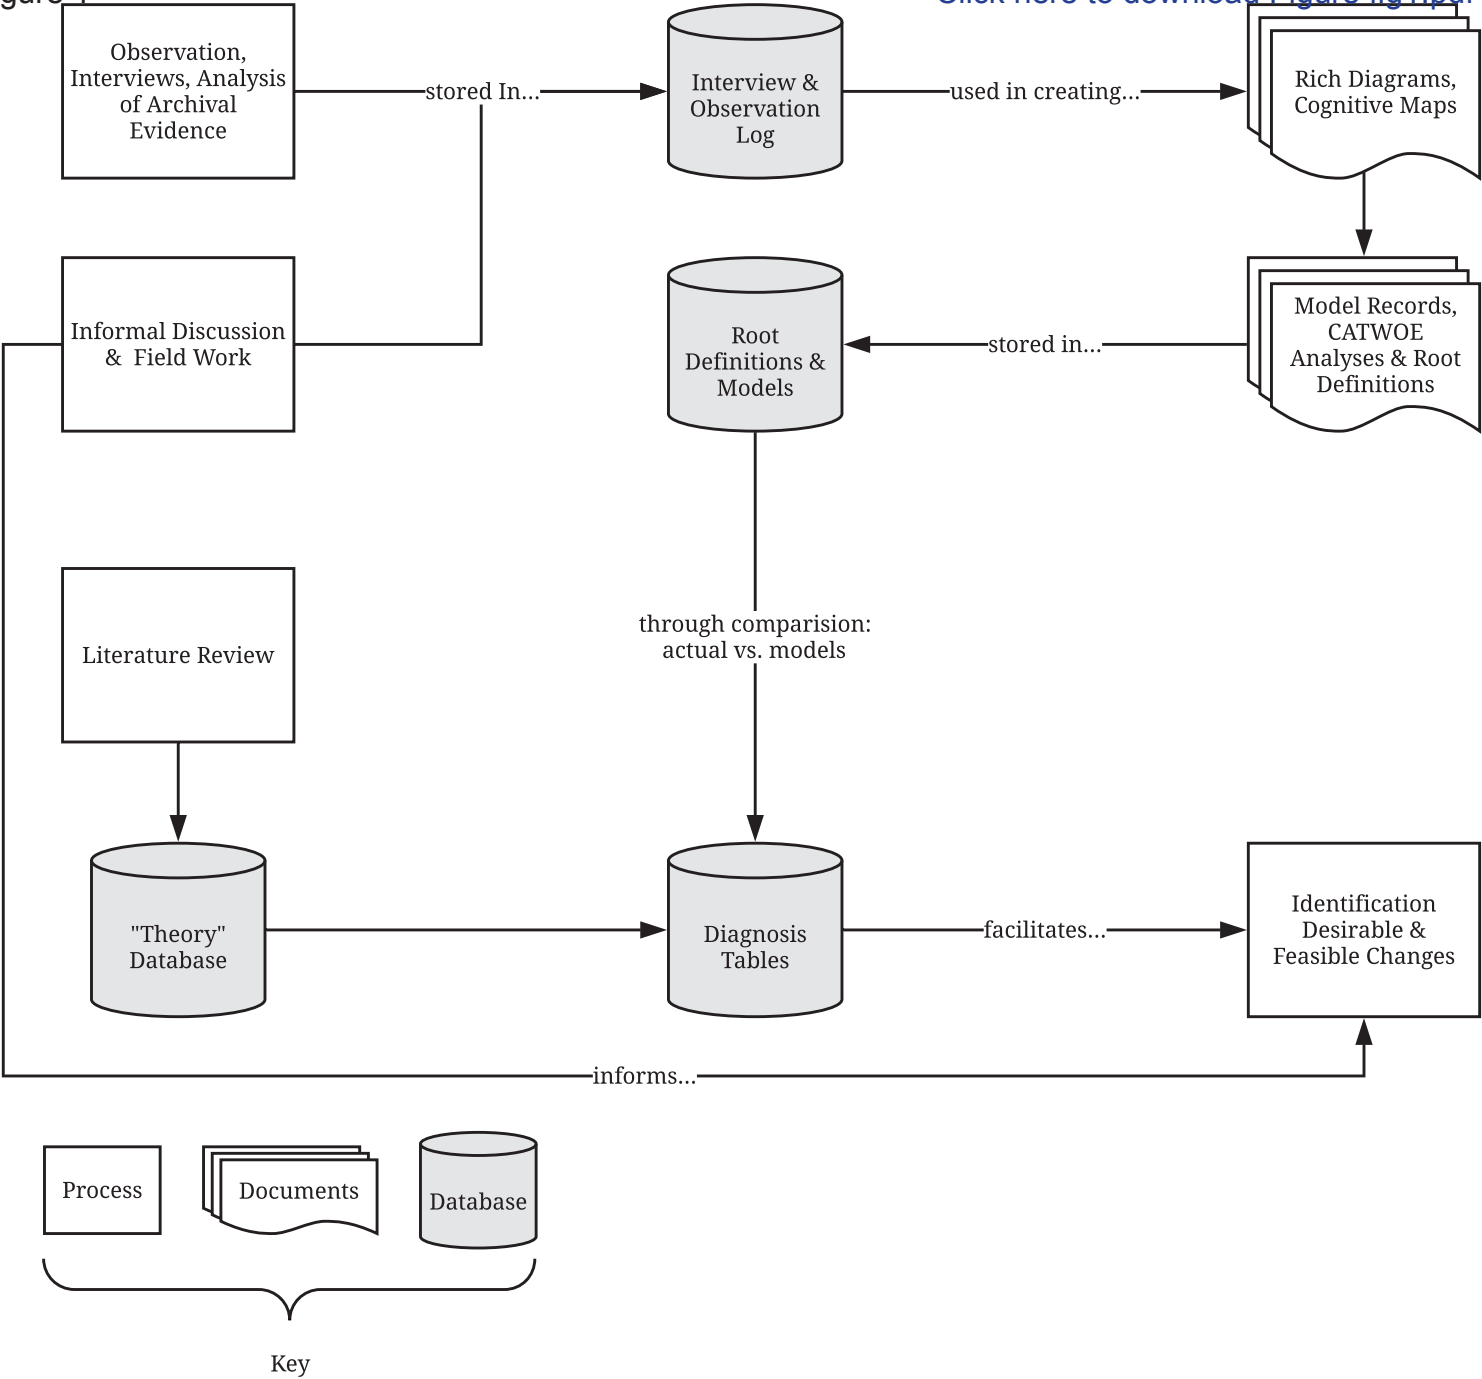 Observation,
Interviews, Analysis
of Archival
Evidence
stored In...
Interview &
Observation
Log
used in creating...
Rich Diagrams,
Cognitive Maps
Informal Discussion
& Field Work
Root
Definitions &
Models
stored in...
Model Records,
CATWOE
Analyses & Root
Definitions
Literature Review
through comparision:
actual vs. models
"Theory"
Database
Diagnosis
Tables
facilitates...
Identification
Desirable &
Feasible Changes
informs...
Process
Documents
Database
Key